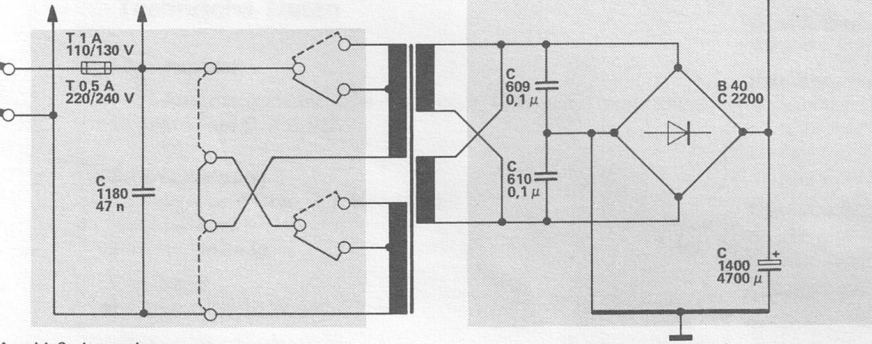 T 1 A
110/130 V
T 0,5 A
220/240 V
C
1180
47 n
C
609
0,1 µ
C
610
0,1 µ
B 40
C 2200
C
1400
4700 µ
+